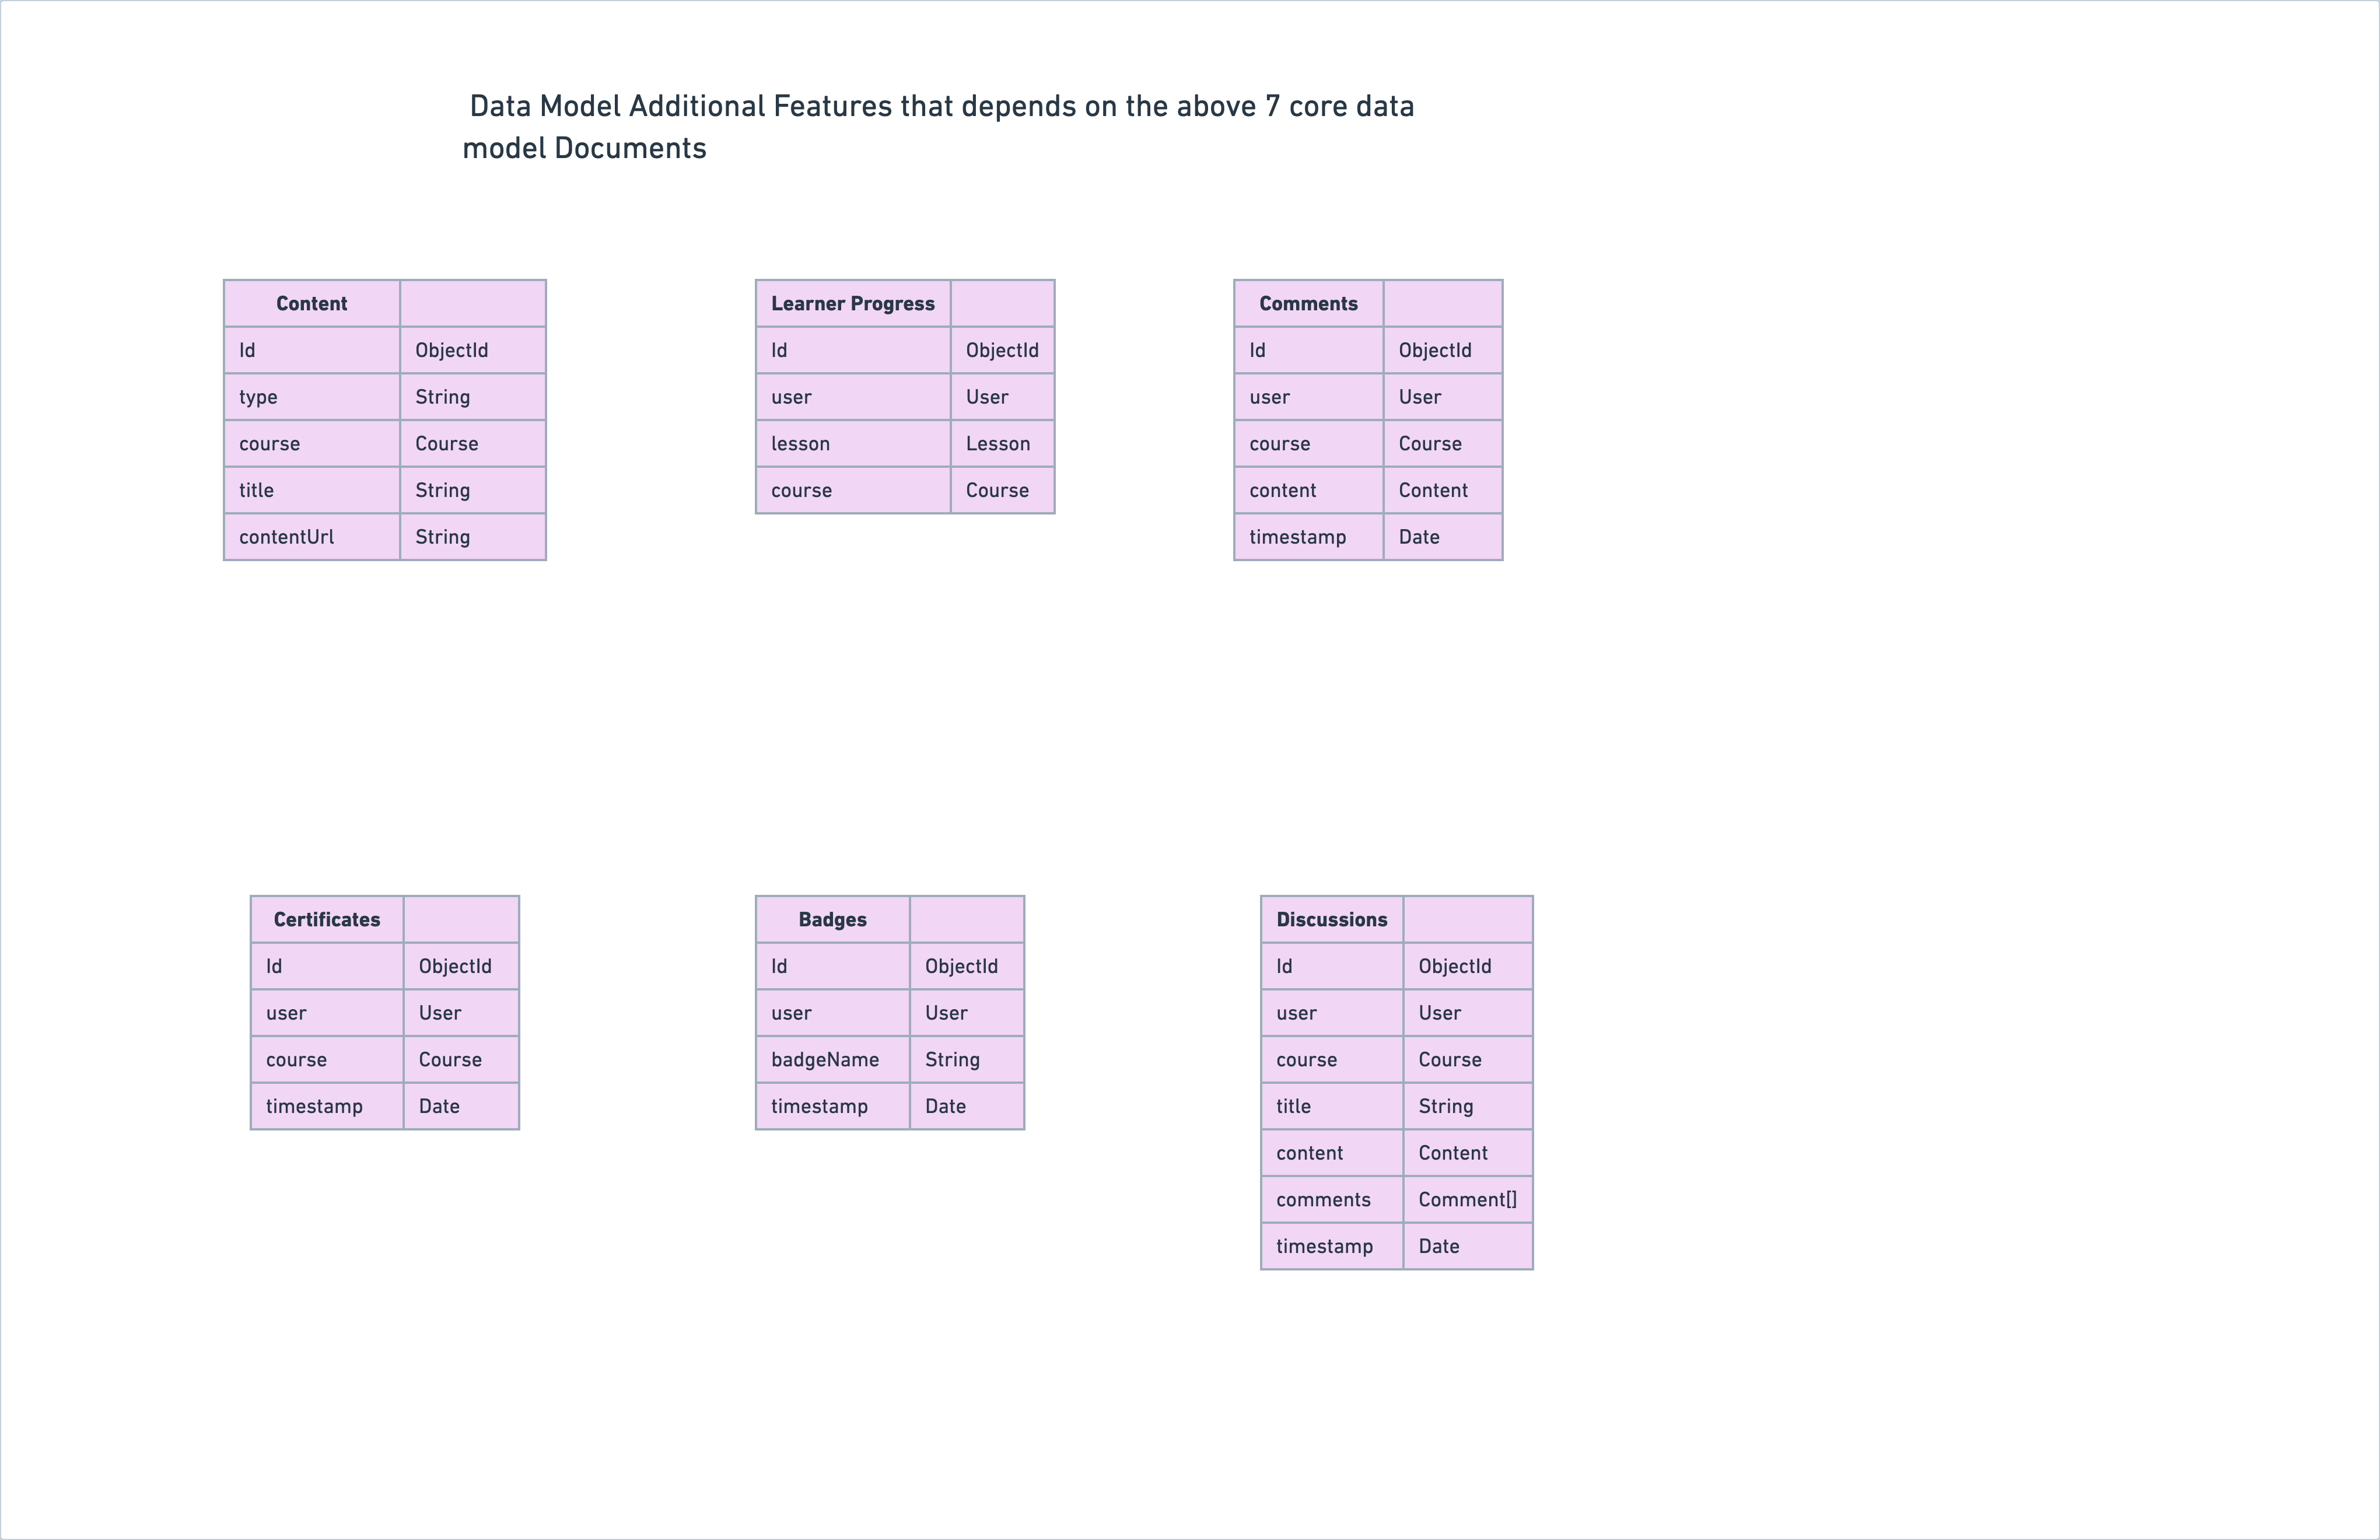 Data Model Additional Features that depends on the above 7 core data
model Documents
Content
Id ObjectId
type String
course Course
title String
contentUrl String
Learner Progress
Id ObjectId
user User
lesson Lesson
course Course
Comments
Id ObjectId
user User
course Course
content Content
timestamp Date
Certificates
Id ObjectId
user User
course Course
timestamp Date
Badges
Id ObjectId
user User
badgeName String
timestamp Date
Discussions
Id ObjectId
user User
course Course
title String
content Content
comments Comment[]
timestamp Date